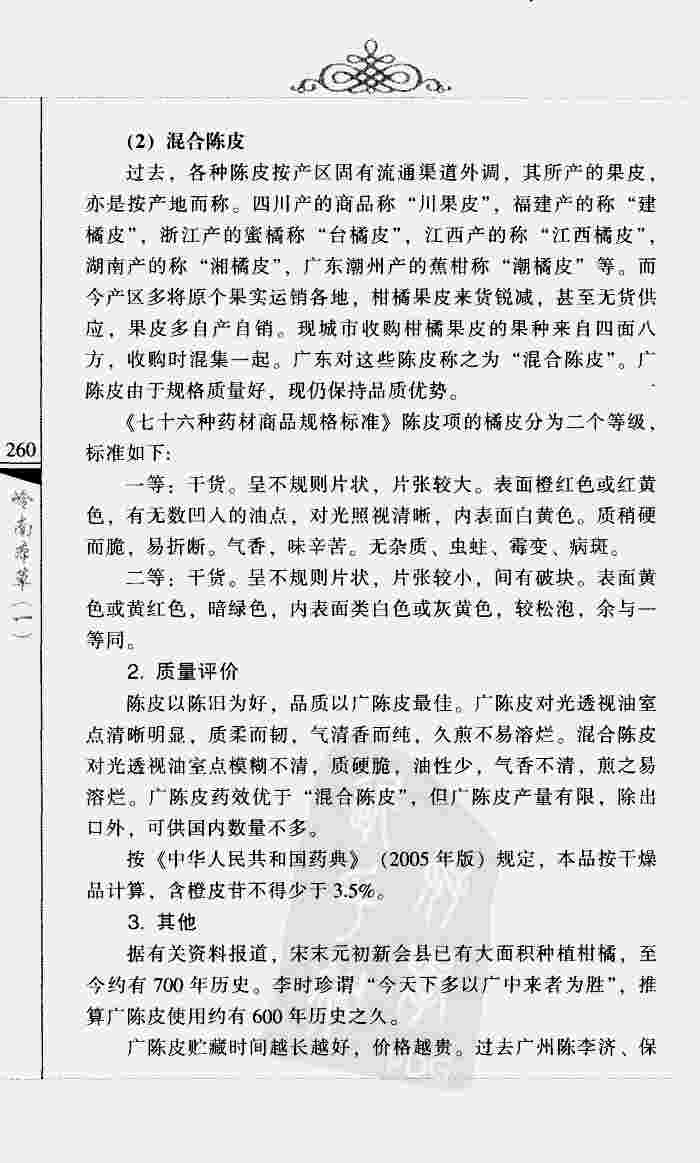 (2) 混合陈皮
过去，各种陈皮按产区固有流通渠道外调，其所产的果皮，
亦是按产地而称。四川产的商品称“川果皮”，福建产的称“建
橘皮”，浙江产的蜜橘称“台橘皮”，江西产的称“江西橘皮”，
湖南产的称“湘橘皮”，广东潮州产的蕉柑称“潮橘皮”等。而
今产区多将原个果实运销各地，柑橘果皮来货锐减，甚至无货供
应，果皮多自产自销。现城市收购柑橘果皮的果种来自四面八
方，收购时混集一起。广东对这些陈皮称之为“混合陈皮”。广
陈皮由于规格质量好，现仍保持品质优势。
《七十六种药材商品规格标准》陈皮项的橘皮分为二个等级，
标准如下：
一等：干货。呈不规则片状，片张较大。表面橙红色或红黄
色，有无数凹入的油点，对光照视清晰，内表面白黄色。质稍硬
而脆，易折断。气香，味辛苦。无杂质、虫蛀、霉变、病斑。
二等：干货。呈不规则片状，片张较小，间有破块。表面黄
色或黄红色，暗绿色，内表面类白色或灰黄色，较松泡，余与一
等同。
2. 质量评价
陈皮以陈旧为好，品质以广陈皮最佳。广陈皮对光透视油室
点清晰明显，质柔而韧，气清香而纯，久煎不易溶烂。混合陈皮
对光透视油室点模糊不清，质硬脆，油性少，气香不清，煎之易
溶烂。广陈皮药效优于“混合陈皮”，但广陈皮产量有限，除出
口外，可供国内数量不多。
按《中华人民共和国药典》（2005 年版）规定，本品按干燥
品计算，含橙皮苷不得少于 3.5%。
3. 其他
据有关资料报道，宋末元初新会县已有大面积种植柑橘，至
今约有 700 年历史。李时珍谓“今天下多以广中来者为胜”，推
算广陈皮使用约有 600 年历史之久。
广陈皮贮藏时间越长越好，价格越贵。过去广州陈李济、保
260
岭南采草（一）
PDG